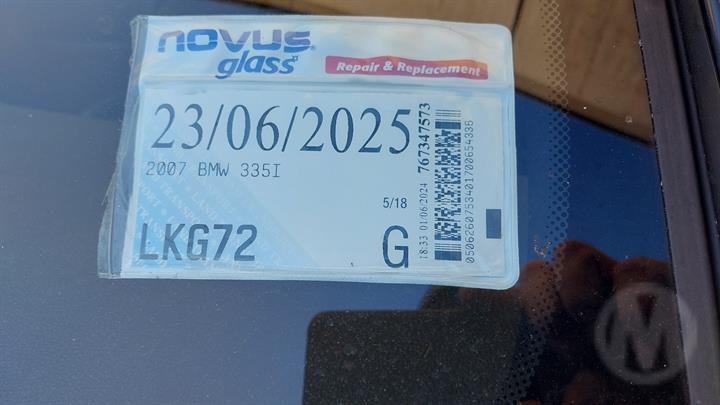 novus
glass
Repair & Replacement
23/06/2025
2007 BMW 335I
5/18
LKG72
G
18:33 01/06/2024 767347573
05062607534017006543​36
M